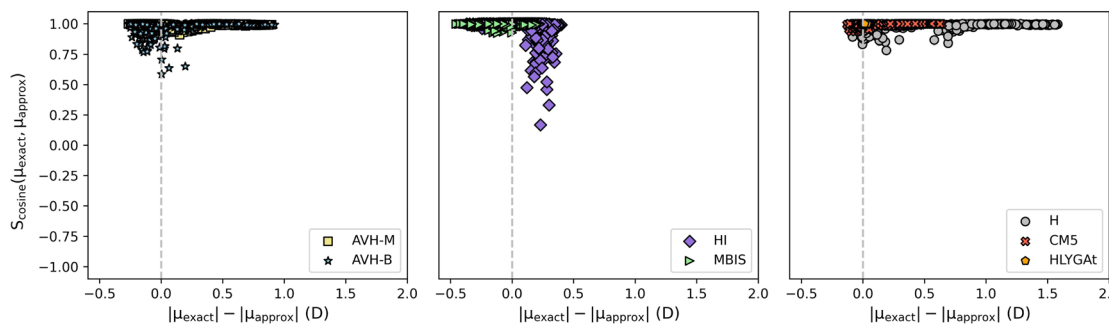 1.00
0.75
0.50
0.25
0.00
−0.25
−0.50
−0.75
−1.00
S_cosine(μ_exact, μ_approx)
AVH-M
AVH-B
−0.5 0.0 0.5 1.0 1.5 2.0
|μ_exact| − |μ_approx| (D)
HI
MBIS
−0.5 0.0 0.5 1.0 1.5 2.0
|μ_exact| − |μ_approx| (D)
H
CM5
HLYGAt
−0.5 0.0 0.5 1.0 1.5 2.0
|μ_exact| − |μ_approx| (D)